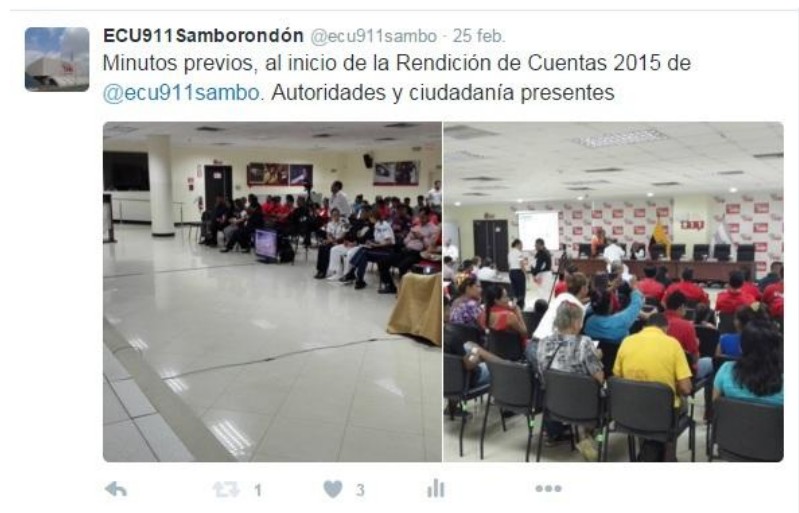 ECU911Samborondón @ecu911sambo · 25 feb.
Minutos previos, al inicio de la Rendición de Cuentas 2015 de
@ecu911sambo. Autoridades y ciudadanía presentes
1 3